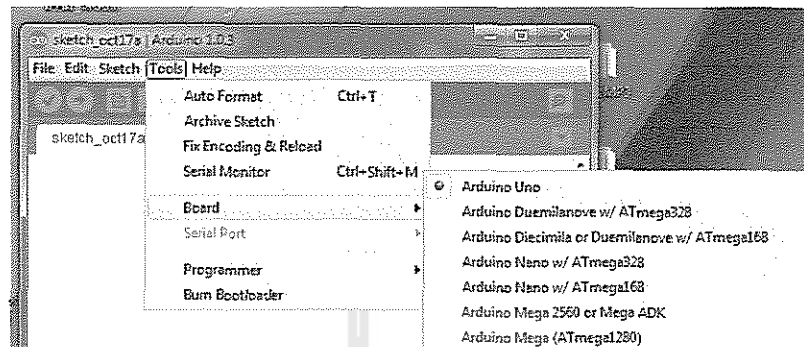 sketch_oct17a | Arduino 1.0.3
File Edit Sketch Tools Help
Auto Format Ctrl+T
Archive Sketch
sketch_oct17a
Fix Encoding & Reload
Serial Monitor Ctrl+Shift+M
Board
Serial Port
Programmer
Burn Bootloader
Arduino Uno
Arduino Duemilanove w/ ATmega328
Arduino Diecimila or Duemilanove w/ ATmega168
Arduino Nano w/ ATmega328
Arduino Nano w/ ATmega168
Arduino Mega 2560 or Mega ADK
Arduino Mega (ATmega1280)